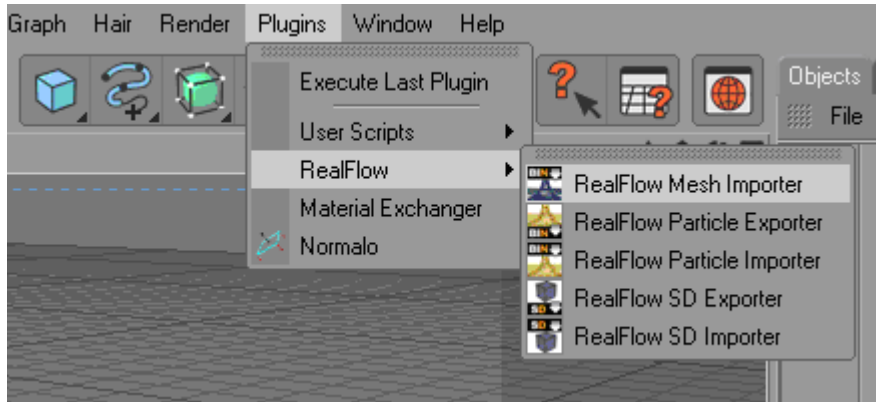 Graph Hair Render Plugins Window Help
Execute Last Plugin
User Scripts
RealFlow
Material Exchanger
Normalo
Objects
File
RealFlow Mesh Importer
RealFlow Particle Exporter
RealFlow Particle Importer
RealFlow SD Exporter
RealFlow SD Importer